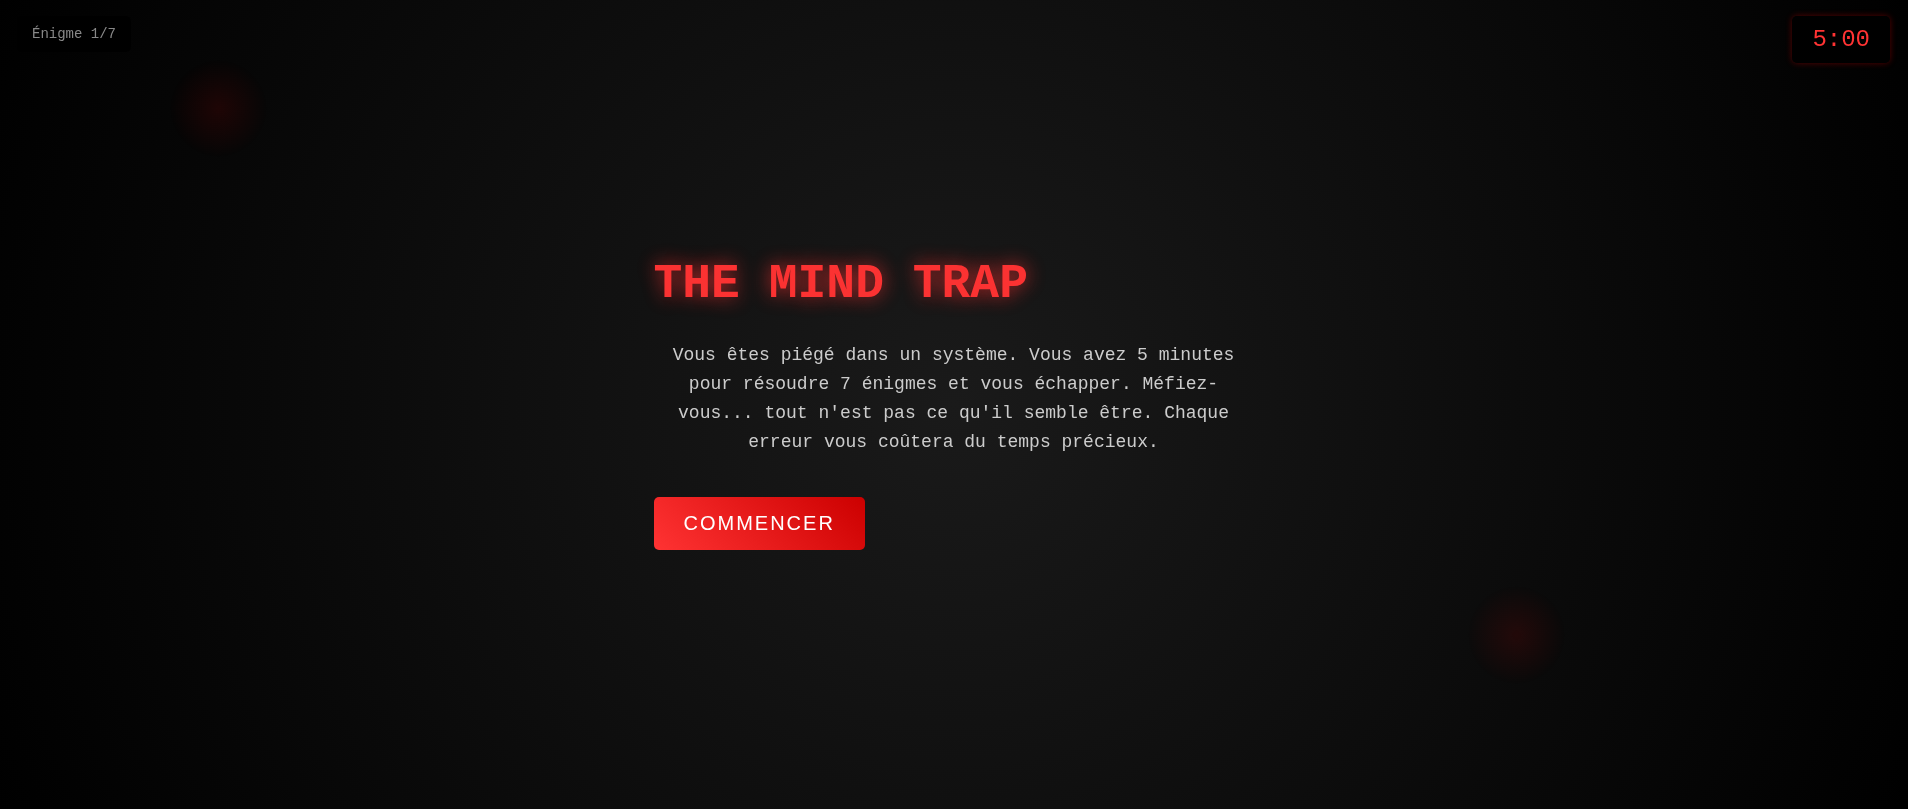 Énigme 1/7
5:00
THE MIND TRAP
Vous êtes piégé dans un système. Vous avez 5 minutes
pour résoudre 7 énigmes et vous échapper. Méfiez-
vous... tout n'est pas ce qu'il semble être. Chaque
erreur vous coûtera du temps précieux.
COMMENCER